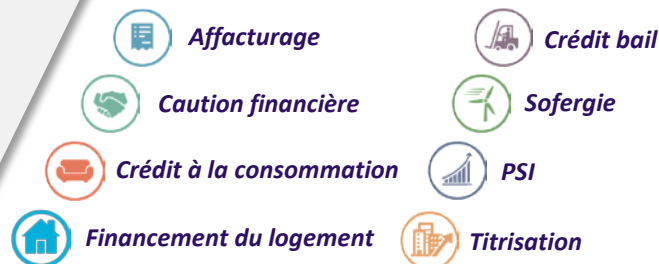 Affacturage
Crédit bail
Caution financière
Sofergie
Crédit à la consommation
PSI
Financement du logement
Titrisation